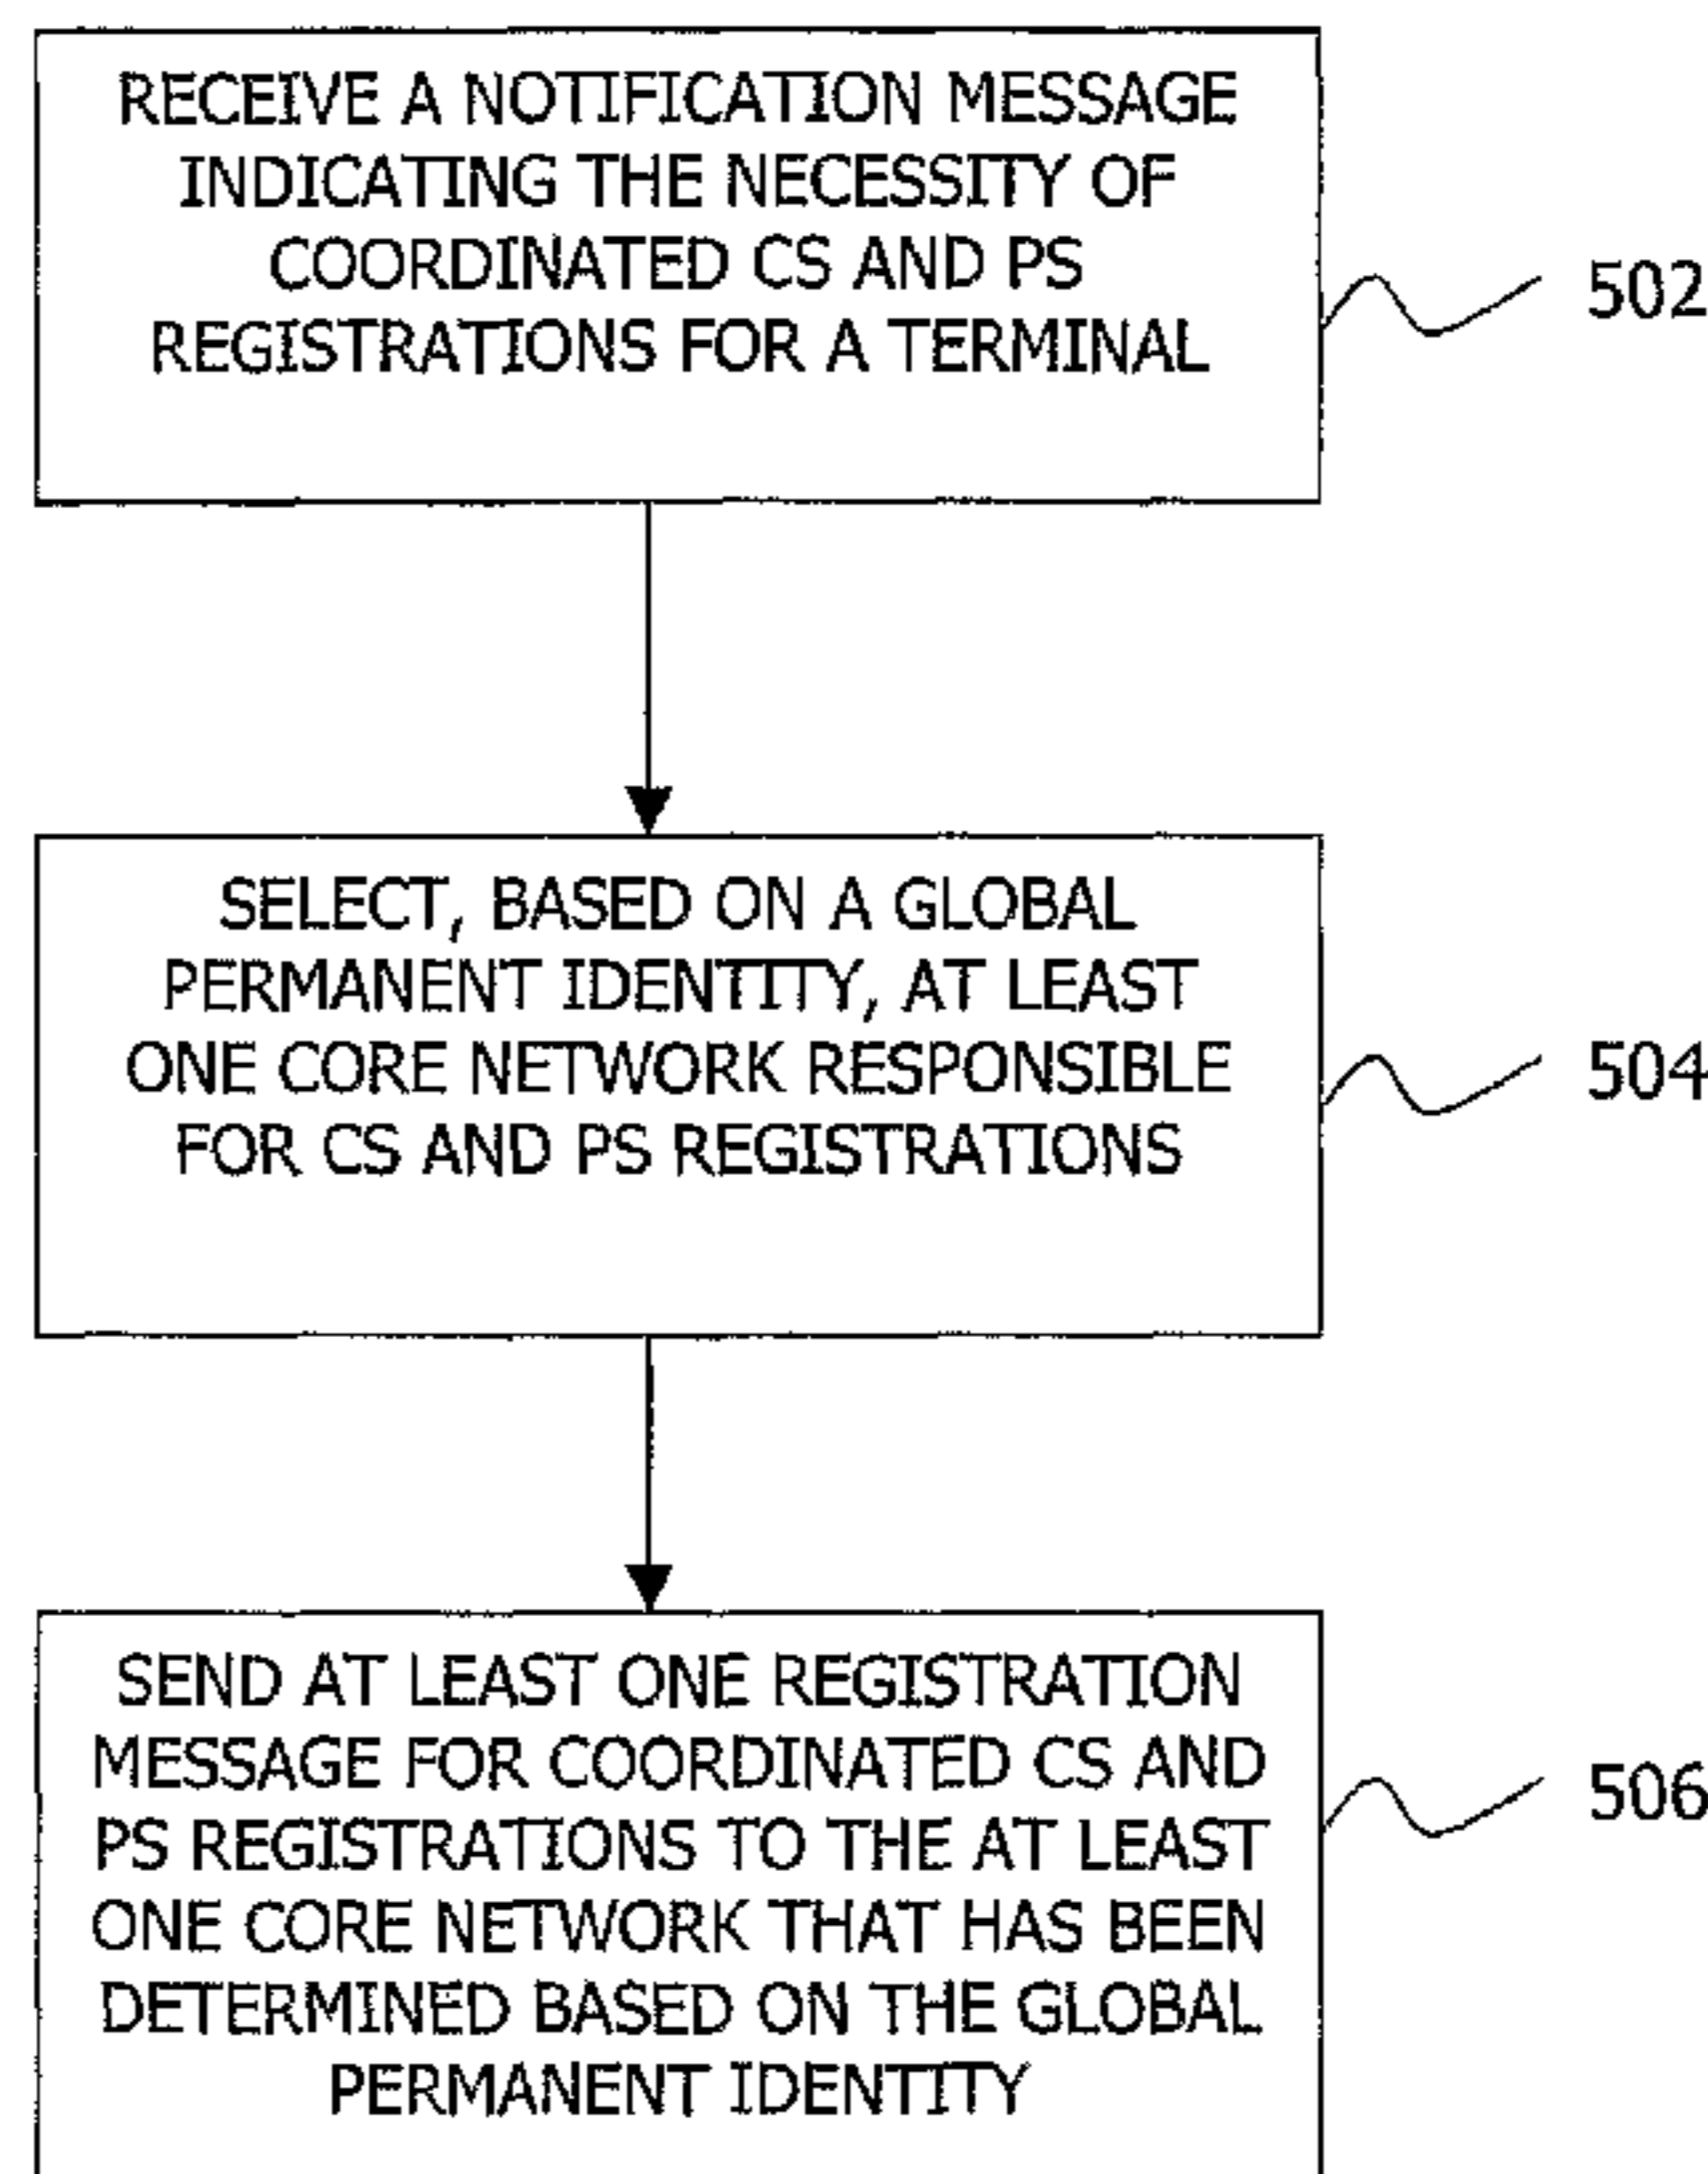 RECEIVE A NOTIFICATION MESSAGE
INDICATING THE NECESSITY OF
COORDINATED CS AND PS
REGISTRATIONS FOR A TERMINAL
502
SELECT, BASED ON A GLOBAL
PERMANENT IDENTITY, AT LEAST
ONE CORE NETWORK RESPONSIBLE
FOR CS AND PS REGISTRATIONS
504
SEND AT LEAST ONE REGISTRATION
MESSAGE FOR COORDINATED CS AND
PS REGISTRATIONS TO THE AT LEAST
ONE CORE NETWORK THAT HAS BEEN
DETERMINED BASED ON THE GLOBAL
PERMANENT IDENTITY
506